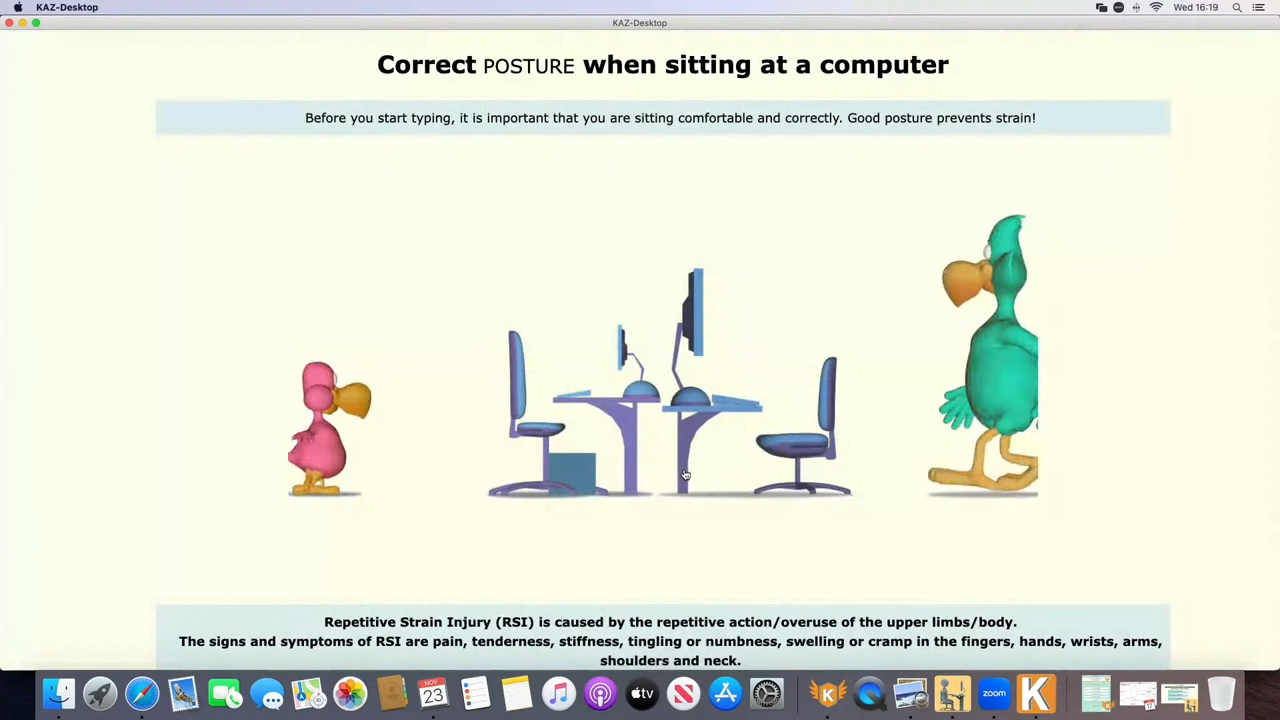 KAZ-Desktop
Wed 16:19
KAZ-Desktop
Correct POSTURE when sitting at a computer
Before you start typing, it is important that you are sitting comfortable and correctly. Good posture prevents strain!
Repetitive Strain Injury (RSI) is caused by the repetitive action/overuse of the upper limbs/body.
The signs and symptoms of RSI are pain, tenderness, stiffness, tingling or numbness, swelling or cramp in the fingers, hands, wrists, arms,
shoulders and neck.
NOV
23
tv
zoom
K
17